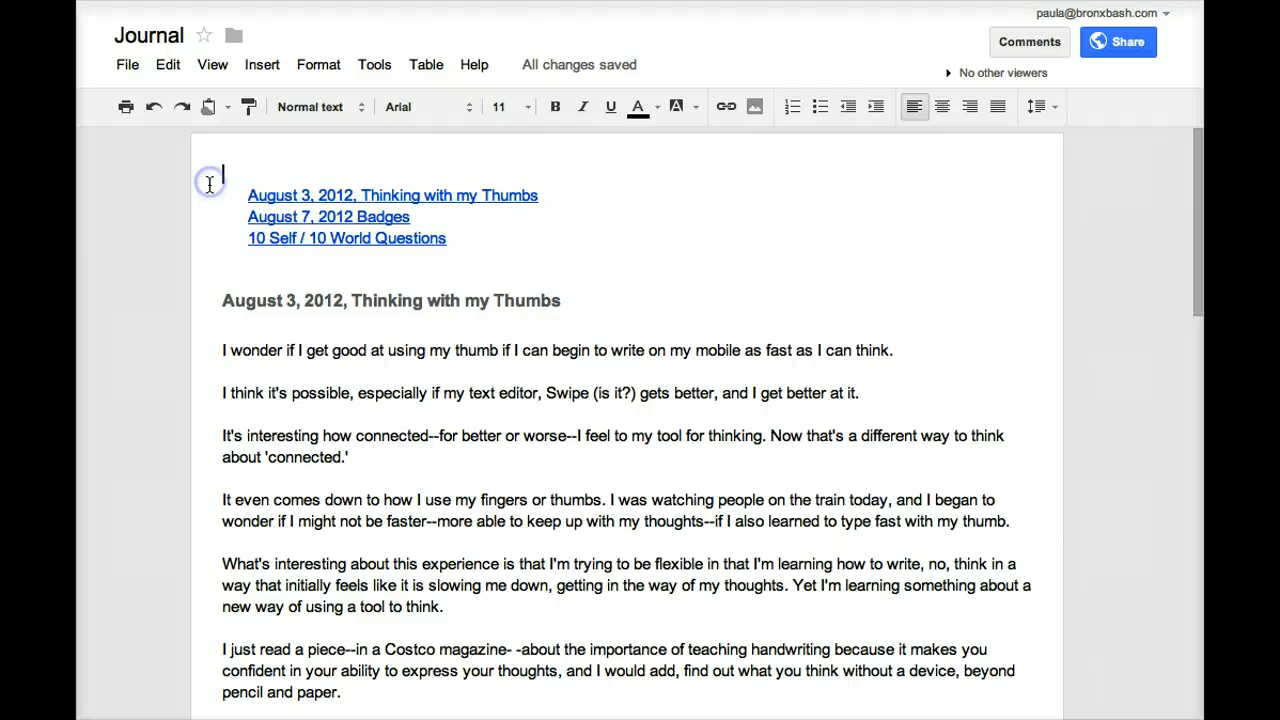 paula@bronxbash.com
Journal
Comments
Share
File Edit View Insert Format Tools Table Help All changes saved
No other viewers
Normal text Arial 11 B I U A A
August 3, 2012, Thinking with my Thumbs
August 7, 2012 Badges
10 Self / 10 World Questions
August 3, 2012, Thinking with my Thumbs
I wonder if I get good at using my thumb if I can begin to write on my mobile as fast as I can think.
I think it's possible, especially if my text editor, Swipe (is it?) gets better, and I get better at it.
It's interesting how connected--for better or worse--I feel to my tool for thinking. Now that's a different way to think
about 'connected.'
It even comes down to how I use my fingers or thumbs. I was watching people on the train today, and I began to
wonder if I might not be faster--more able to keep up with my thoughts--if I also learned to type fast with my thumb.
What's interesting about this experience is that I'm trying to be flexible in that I'm learning how to write, no, think in a
way that initially feels like it is slowing me down, getting in the way of my thoughts. Yet I'm learning something about a
new way of using a tool to think.
I just read a piece--in a Costco magazine- -about the importance of teaching handwriting because it makes you
confident in your ability to express your thoughts, and I would add, find out what you think without a device, beyond
pencil and paper.